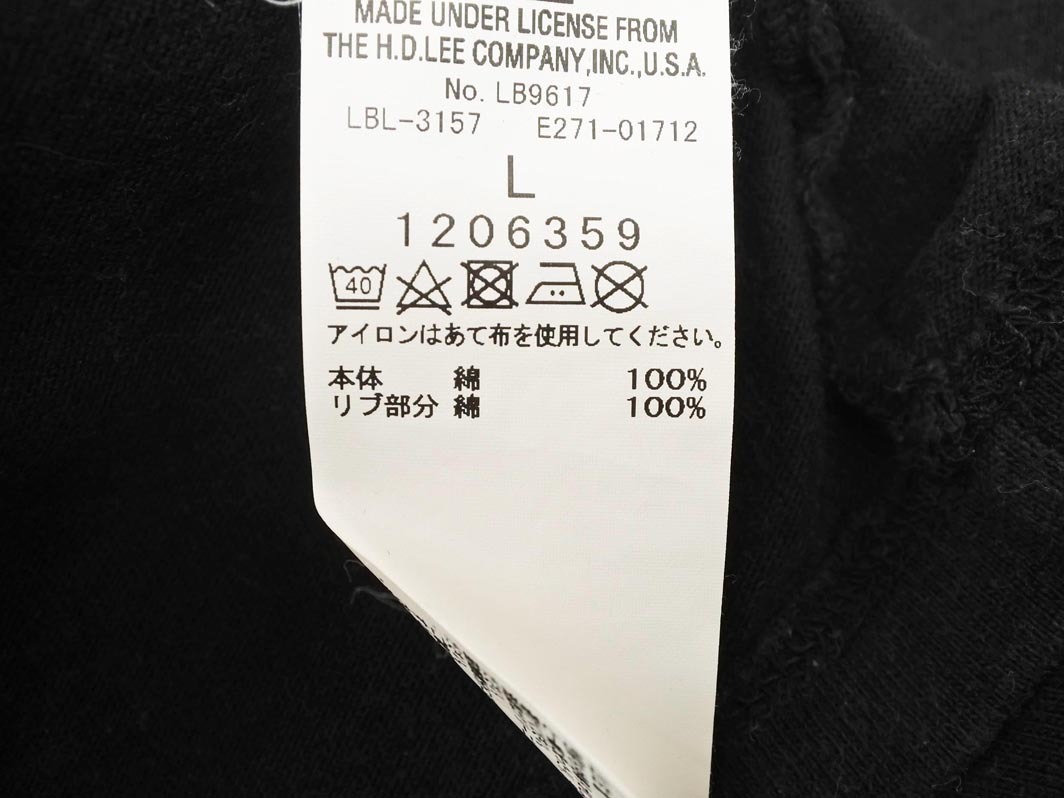 MADE UNDER LICENSE FROM
THE H.D.LEE COMPANY,INC.,U.S.A.
No. LB9617
LBL-3157 E271-01712
L
1206359
40
アイロンはあて布を使用してください。
本体 綿 100%
リブ部分 綿 100%